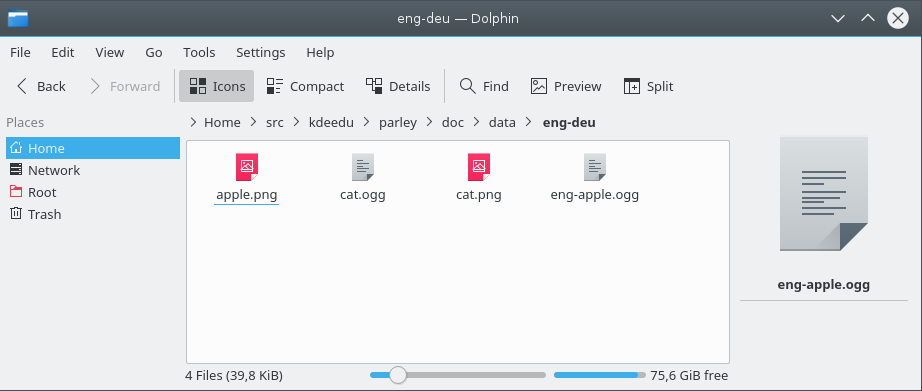 eng-deu — Dolphin
File Edit View Go Tools Settings Help
Back Forward Icons Compact Details Find Preview Split
Places
Home
Network
Root
Trash
Home src kdeedu parley doc data eng-deu
apple.png cat.ogg cat.png eng-apple.ogg
eng-apple.ogg
4 Files (39,8 KiB) 75,6 GiB free